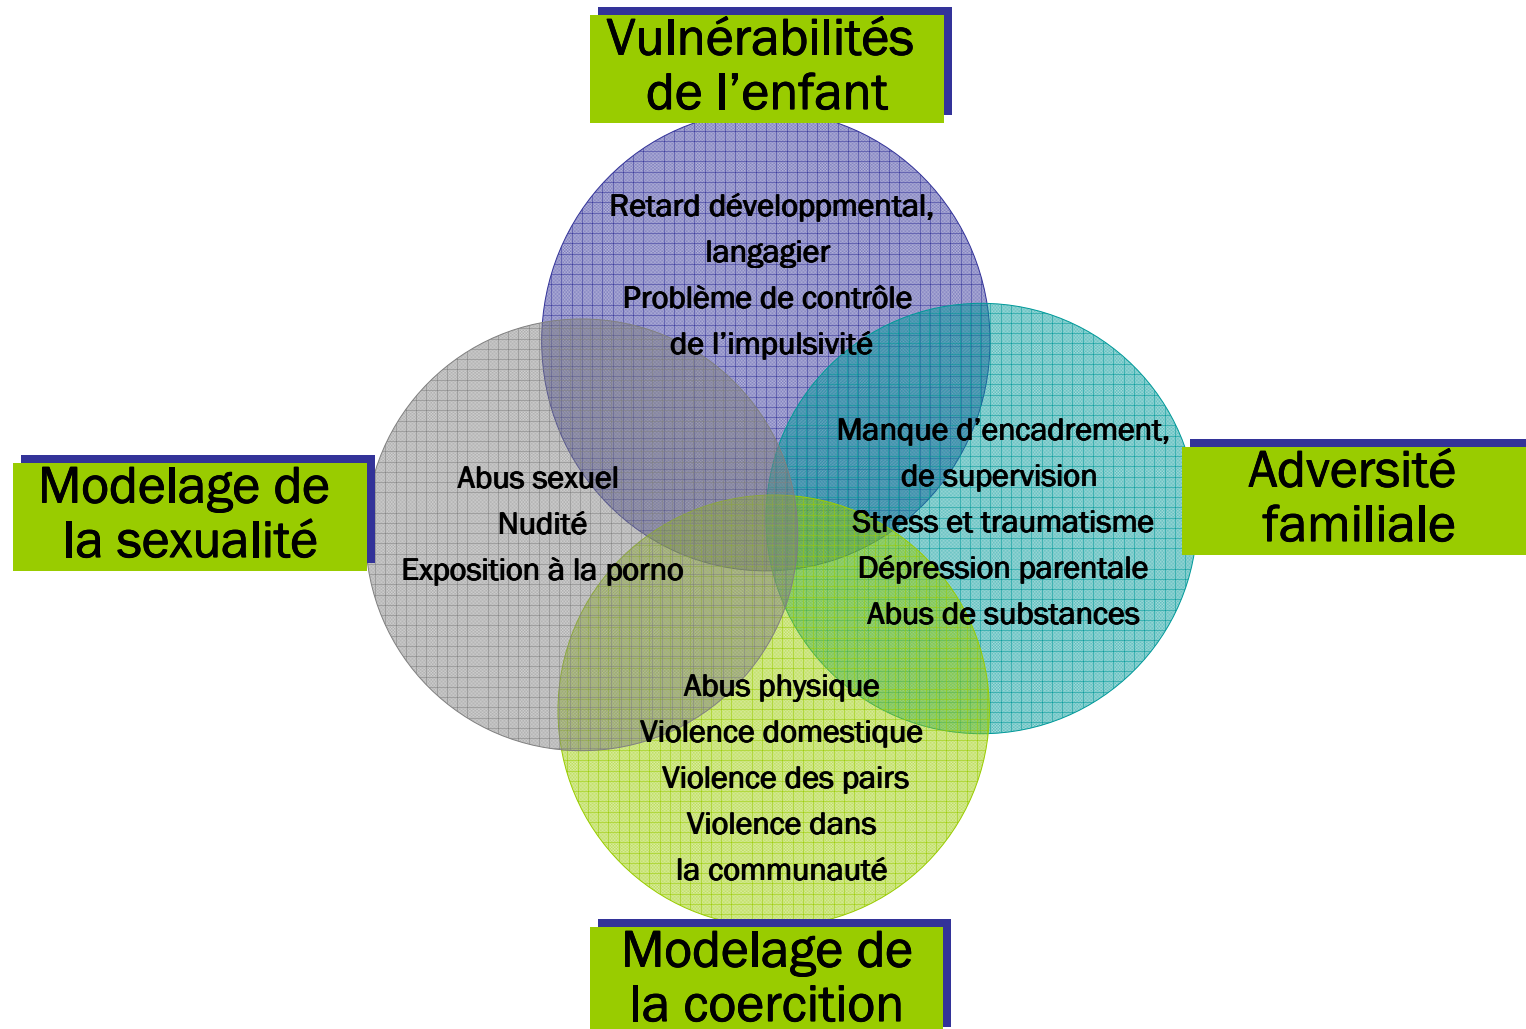 Vulnérabilités
de l'enfant
Retard développmental,
langagier
Problème de contrôle
de l'impulsivité
Modelage de
la sexualité
Abus sexuel
Nudité
Exposition à la porno
Manque d'encadrement,
de supervision
Stress et traumatisme
Dépression parentale
Abus de substances
Adversité
familiale
Abus physique
Violence domestique
Violence des pairs
Violence dans
la communauté
Modelage de
la coercition